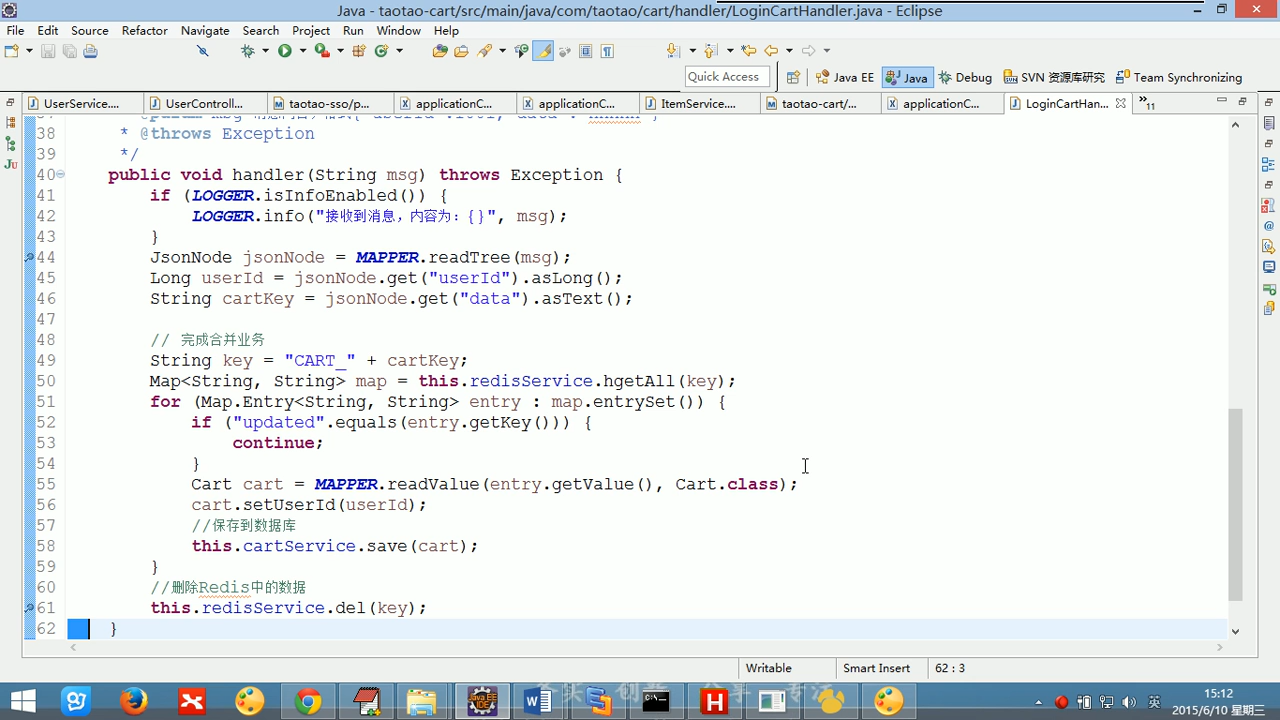 Java - taotao-cart/src/main/java/com/taotao/cart/handler/LoginCartHandler.java - Eclipse
File Edit Source Refactor Navigate Search Project Run Window Help
Quick Access Java EE Java Debug SVN 资源库研究 Team Synchronizing
UserService.... UserControll... taotao-sso/p... applicationC... applicationC... ItemService.... taotao-cart/... applicationC... LoginCartHan... »11
38 * @throws Exception
39 */
40 public void handler(String msg) throws Exception {
41 if (LOGGER.isInfoEnabled()) {
42 LOGGER.info("接收到消息，内容为：{}", msg);
43 }
44 JsonNode jsonNode = MAPPER.readTree(msg);
45 Long userId = jsonNode.get("userId").asLong();
46 String cartKey = jsonNode.get("data").asText();
47
48 // 完成合并业务
49 String key = "CART_" + cartKey;
50 Map<String, String> map = this.redisService.hgetAll(key);
51 for (Map.Entry<String, String> entry : map.entrySet()) {
52 if ("updated".equals(entry.getKey())) {
53 continue;
54 }
55 Cart cart = MAPPER.readValue(entry.getValue(), Cart.class);
56 cart.setUserId(userId);
57 //保存到数据库
58 this.cartService.save(cart);
59 }
60 //删除Redis中的数据
61 this.redisService.del(key);
62 }
Writable Smart Insert 62 : 3
英 15:12
2015/6/10 星期三